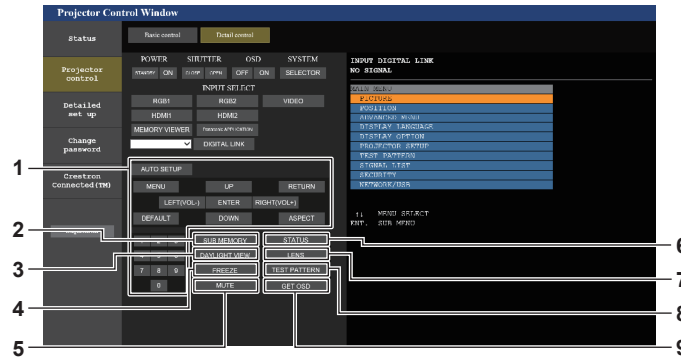 Projector Control Window
Status
Projector control
Detailed set up
Change password
Crestron Connected(TM)
Basic control
Detail control
POWER SHUTTER OSD SYSTEM
STANDBY ON CLOSE OPEN OFF ON SELECTOR
INPUT SELECT
RGB1 RGB2 VIDEO
HDMI1 HDMI2
MEMORY VIEWER Panasonic APPLICATION
DIGITAL LINK
AUTO SETUP
MENU UP RETURN
LEFT(VOL-) ENTER RIGHT(VOL+)
DEFAULT DOWN ASPECT
SUB MEMORY STATUS
DAYLIGHT VIEW LENS
7 8 9 FREEZE TEST PATTERN
0 MUTE GET OSD
INPUT DIGITAL LINK
NO SIGNAL
MAIN MENU
PICTURE
POSITION
ADVANCED MENU
DISPLAY LANGUAGE
DISPLAY OPTION
PROJECTOR SETUP
TEST PATTERN
SIGNAL LIST
SECURITY
NETWORK/USB
↑↓ MENU SELECT
ENT. SUB MENU
1
2
3
4
5
6
7
8
9